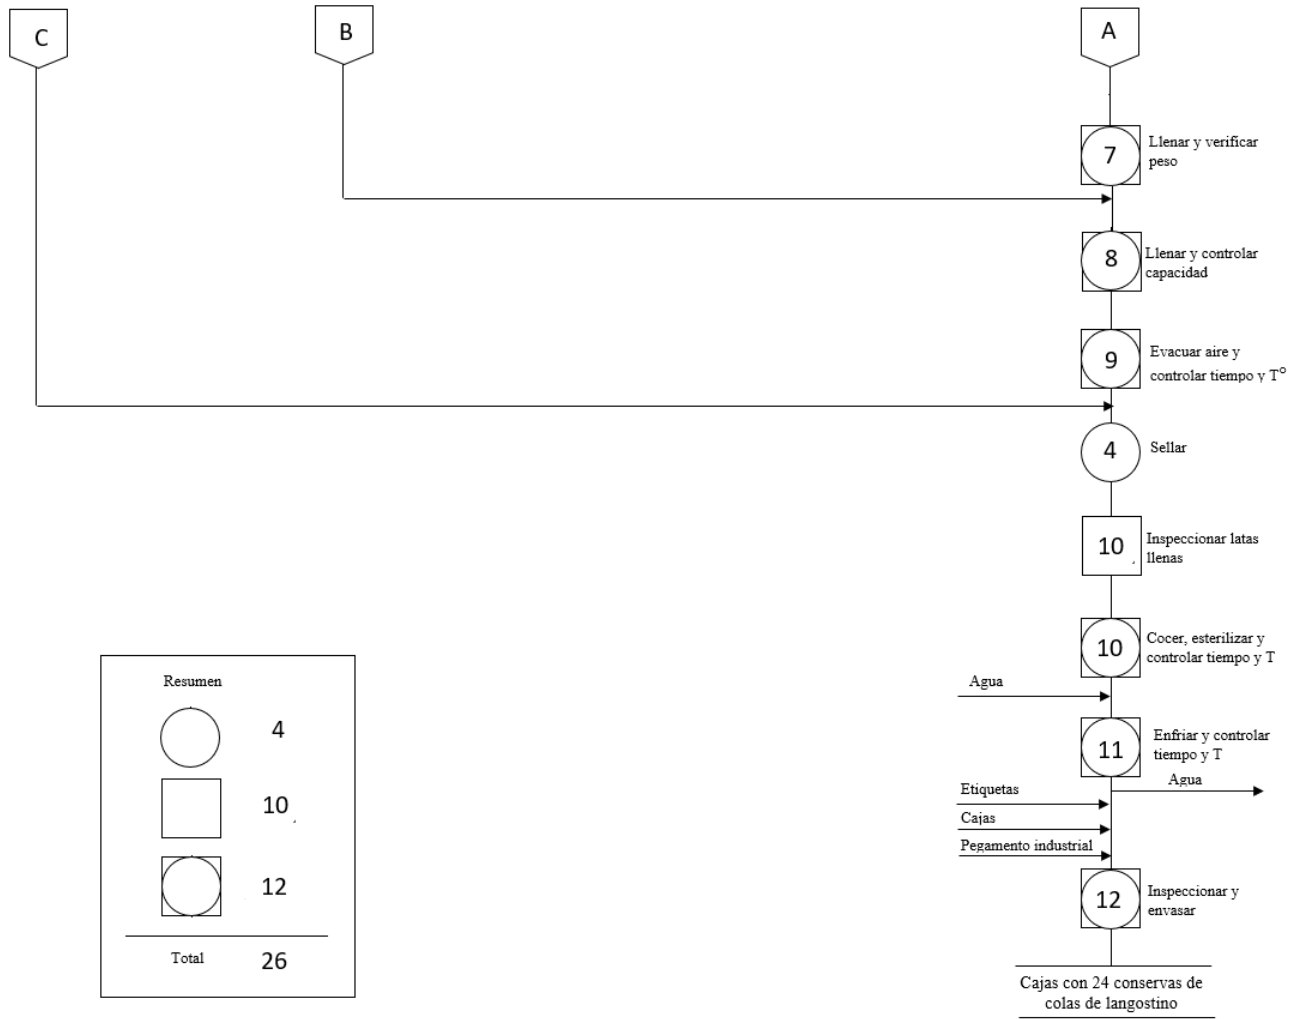 C
B
A
7
Llenar y verificar
peso
8
Llenar y controlar
capacidad
9
Evacuar aire y
controlar tiempo y T°
4
Sellar
10
Inspeccionar latas
llenas
10
Cocer, esterilizar y
controlar tiempo y T
Agua
11
Enfriar y controlar
tiempo y T
Agua
Etiquetas
Cajas
Pegamento industrial
12
Inspeccionar y
envasar
Cajas con 24 conservas de
colas de langostino
Resumen
4
10
12
Total 26